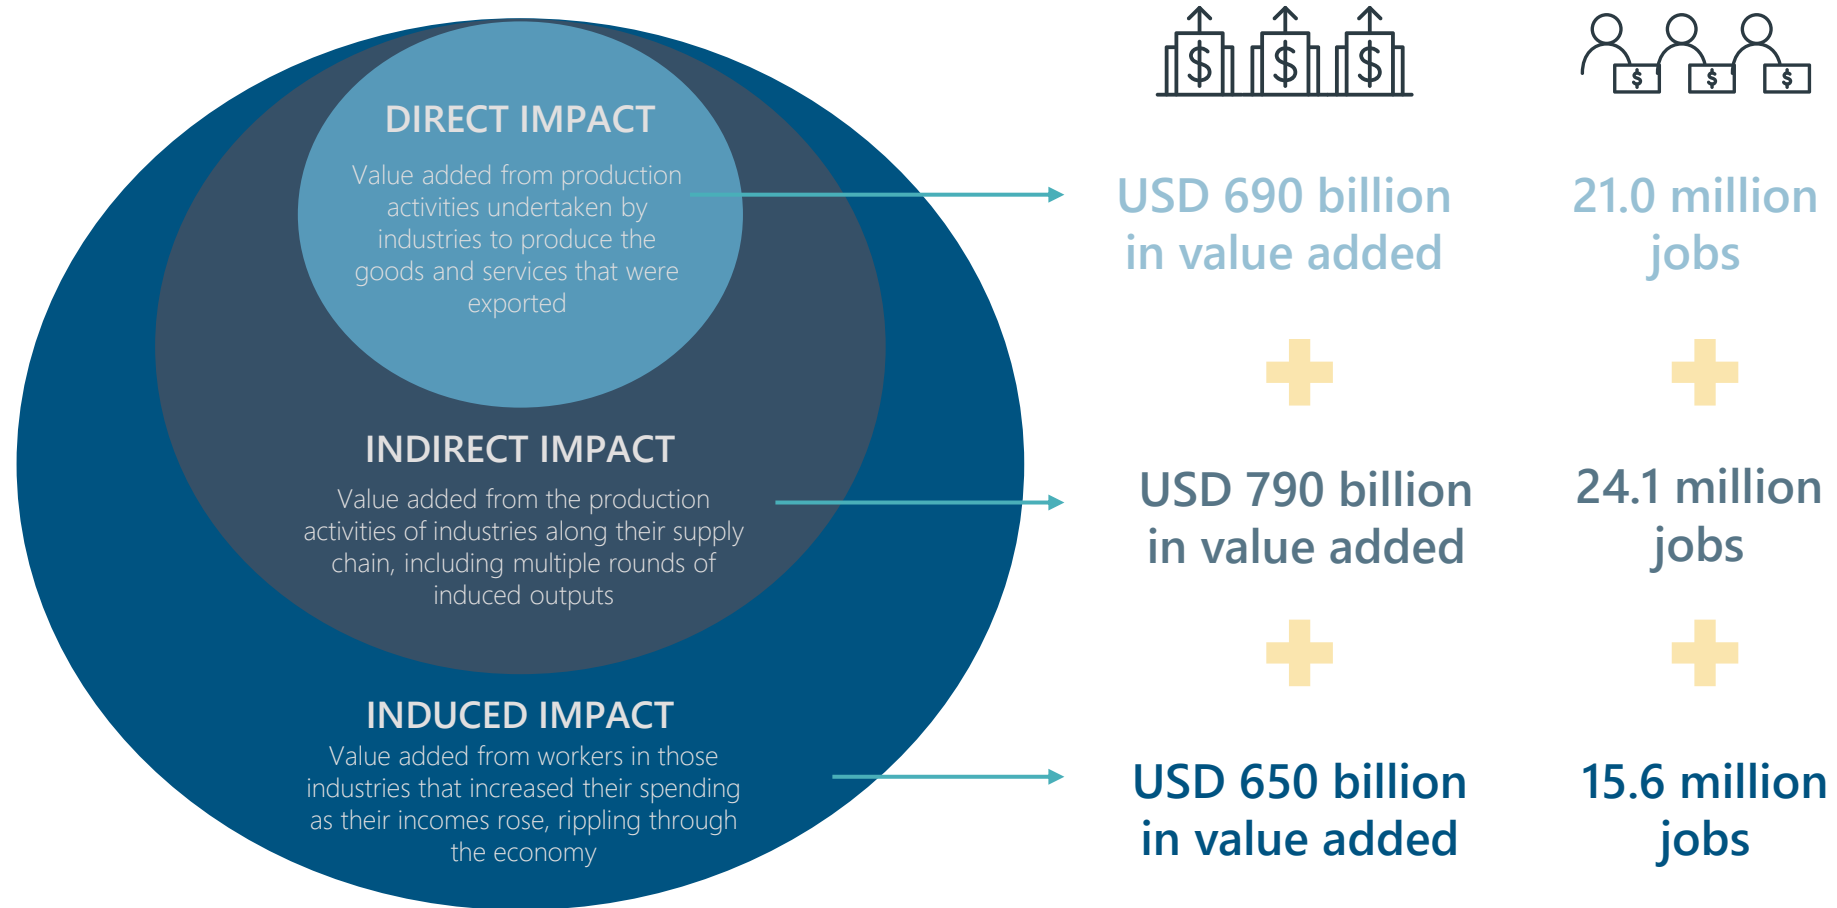 DIRECT IMPACT
Value added from production
activities undertaken by
industries to produce the
goods and services that were
exported
$ $ $
$ $ $
USD 690 billion
in value added
21.0 million
jobs
INDIRECT IMPACT
Value added from the production
activities of industries along their supply
chain, including multiple rounds of
induced outputs
USD 790 billion
in value added
24.1 million
jobs
INDUCED IMPACT
Value added from workers in those
industries that increased their spending
as their incomes rose, rippling through
the economy
USD 650 billion
in value added
15.6 million
jobs